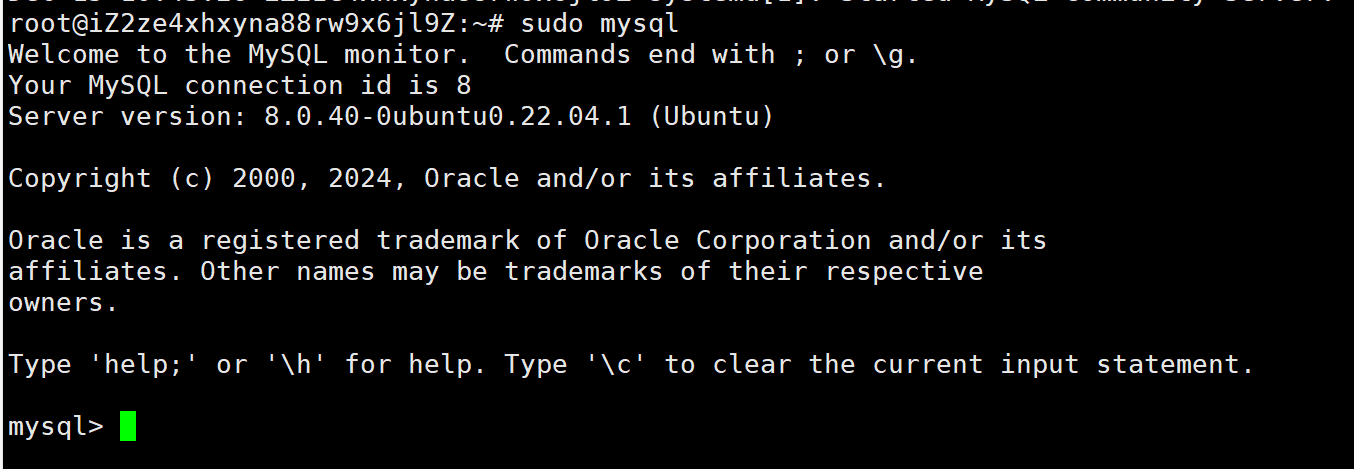 root@iZ2ze4xhxyna88rw9x6jl9Z:~# sudo mysql
Welcome to the MySQL monitor.  Commands end with ; or \g.
Your MySQL connection id is 8
Server version: 8.0.40-0ubuntu0.22.04.1 (Ubuntu)
Copyright (c) 2000, 2024, Oracle and/or its affiliates.
Oracle is a registered trademark of Oracle Corporation and/or its
affiliates. Other names may be trademarks of their respective
owners.
Type 'help;' or '\h' for help. Type '\c' to clear the current input statement.
mysql>